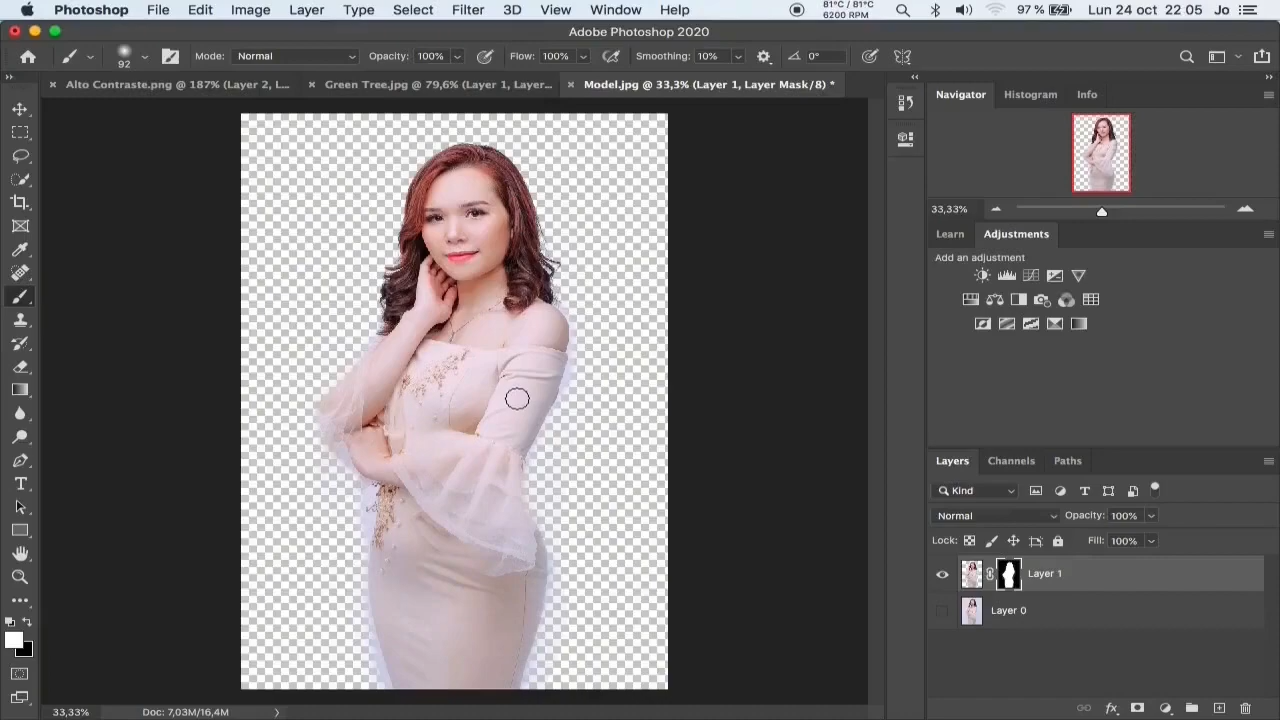 Photoshop File Edit Image Layer Type Select Filter 3D View Window Help 81°C / 81°C 6200 RPM 97 % Lun 24 oct 22 05 Jo
Adobe Photoshop 2020
92 Mode: Normal Opacity: 100% Flow: 100% Smoothing: 10% 0°
Alto Contraste.png @ 187% (Layer 2, L... Green Tree.jpg @ 79,6% (Layer 1, Layer... Model.jpg @ 33,3% (Layer 1, Layer Mask/8) *
Navigator Histogram Info
33,33%
Learn Adjustments
Add an adjustment
Layers Channels Paths
Kind
Normal Opacity: 100%
Lock: Fill: 100%
Layer 1
Layer 0
33,33% Doc: 7,03M/16,4M